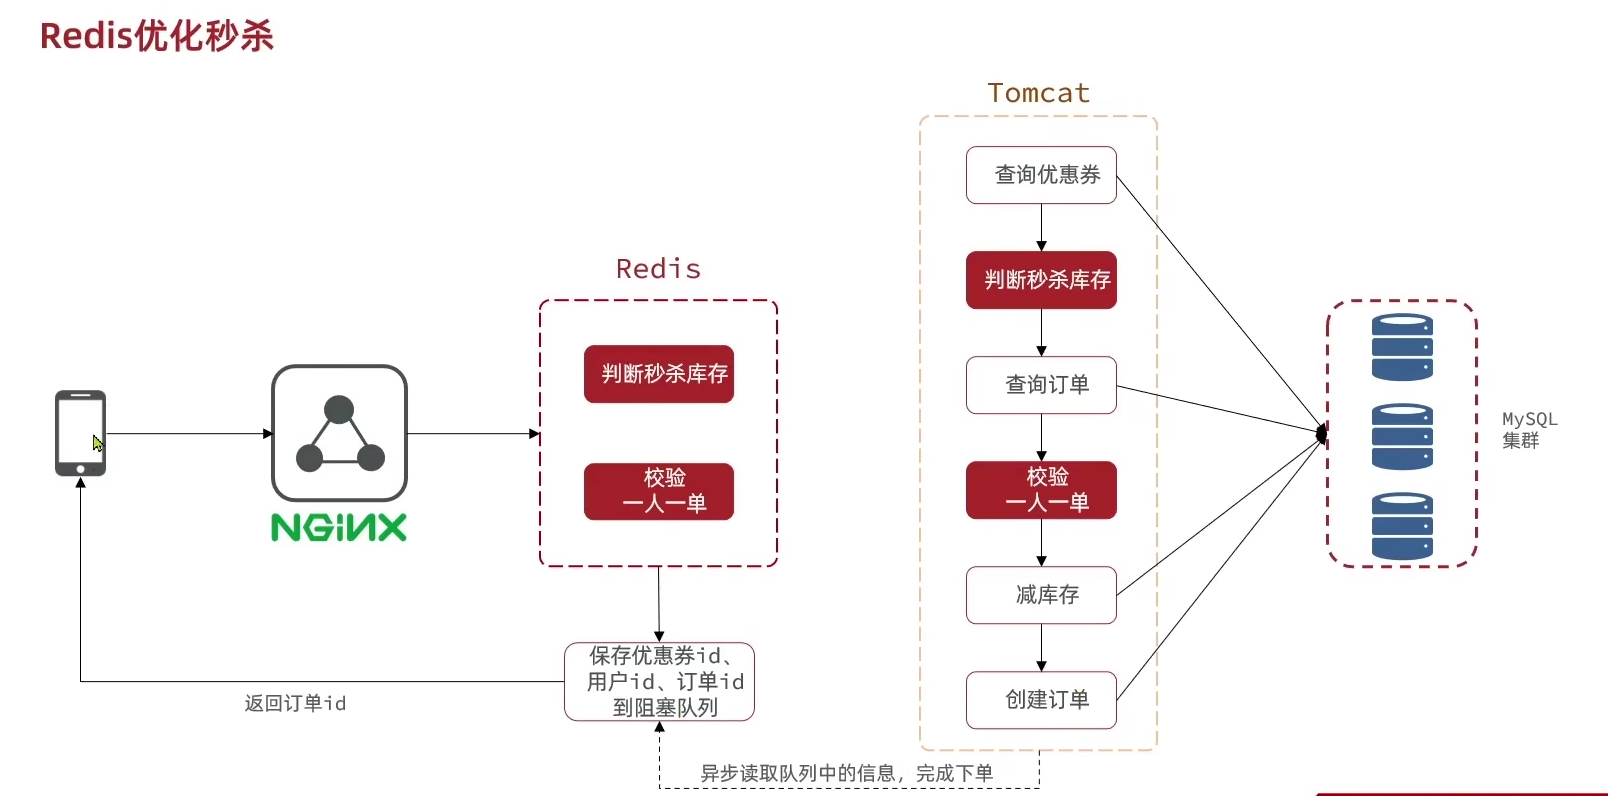 Redis优化秒杀
Tomcat
查询优惠券
判断秒杀库存
查询订单
校验
一人一单
减库存
创建订单
Redis
判断秒杀库存
校验
一人一单
NGiNX
MySQL
集群
保存优惠券id、
用户id、订单id
到阻塞队列
返回订单id
异步读取队列中的信息，完成下单